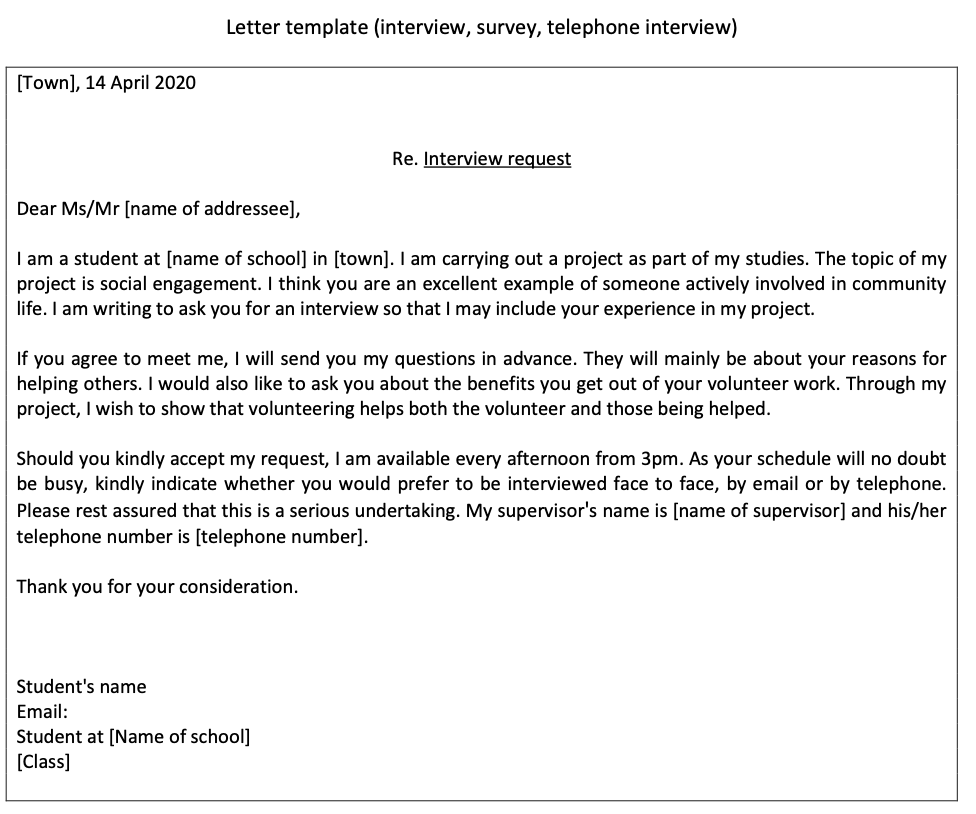 Letter template (interview, survey, telephone interview)
[Town], 14 April 2020
Re. Interview request
Dear Ms/Mr [name of addressee],
I am a student at [name of school] in [town]. I am carrying out a project as part of my studies. The topic of my
project is social engagement. I think you are an excellent example of someone actively involved in community
life. I am writing to ask you for an interview so that I may include your experience in my project.
If you agree to meet me, I will send you my questions in advance. They will mainly be about your reasons for
helping others. I would also like to ask you about the benefits you get out of your volunteer work. Through my
project, I wish to show that volunteering helps both the volunteer and those being helped.
Should you kindly accept my request, I am available every afternoon from 3pm. As your schedule will no doubt
be busy, kindly indicate whether you would prefer to be interviewed face to face, by email or by telephone.
Please rest assured that this is a serious undertaking. My supervisor's name is [name of supervisor] and his/her
telephone number is [telephone number].
Thank you for your consideration.
Student's name
Email:
Student at [Name of school]
[Class]